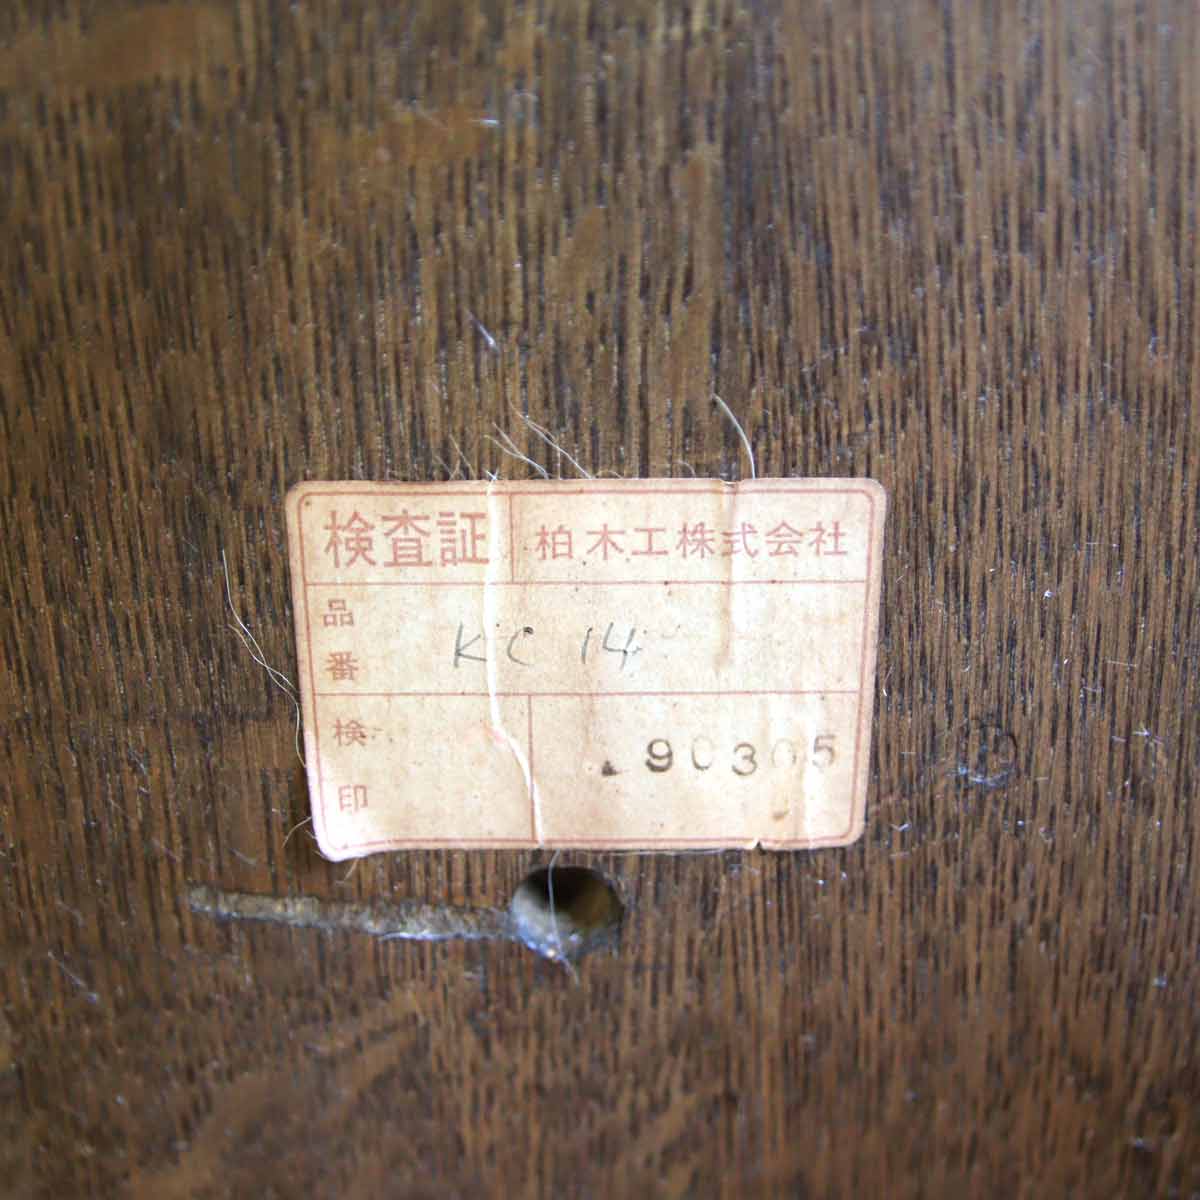 検査証 柏木工株式会社
品番 KC 14
検印 90305